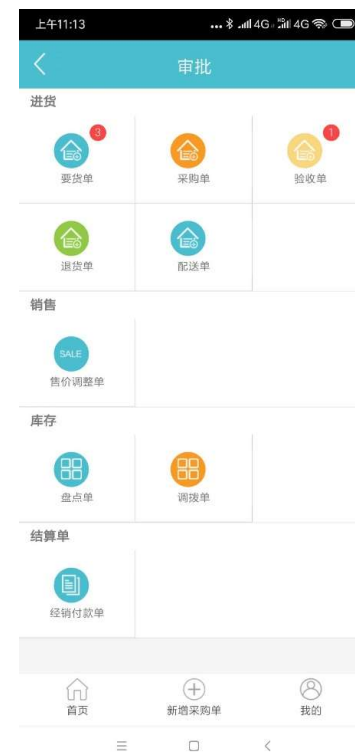 上午11:13
... 4G 4G
审批
进货
3 1
要货单 采购单 验收单
退货单 配送单
销售
SALE
售价调整单
库存
盘点单 调拨单
结算单
经销付款单
首页 新增采购单 我的